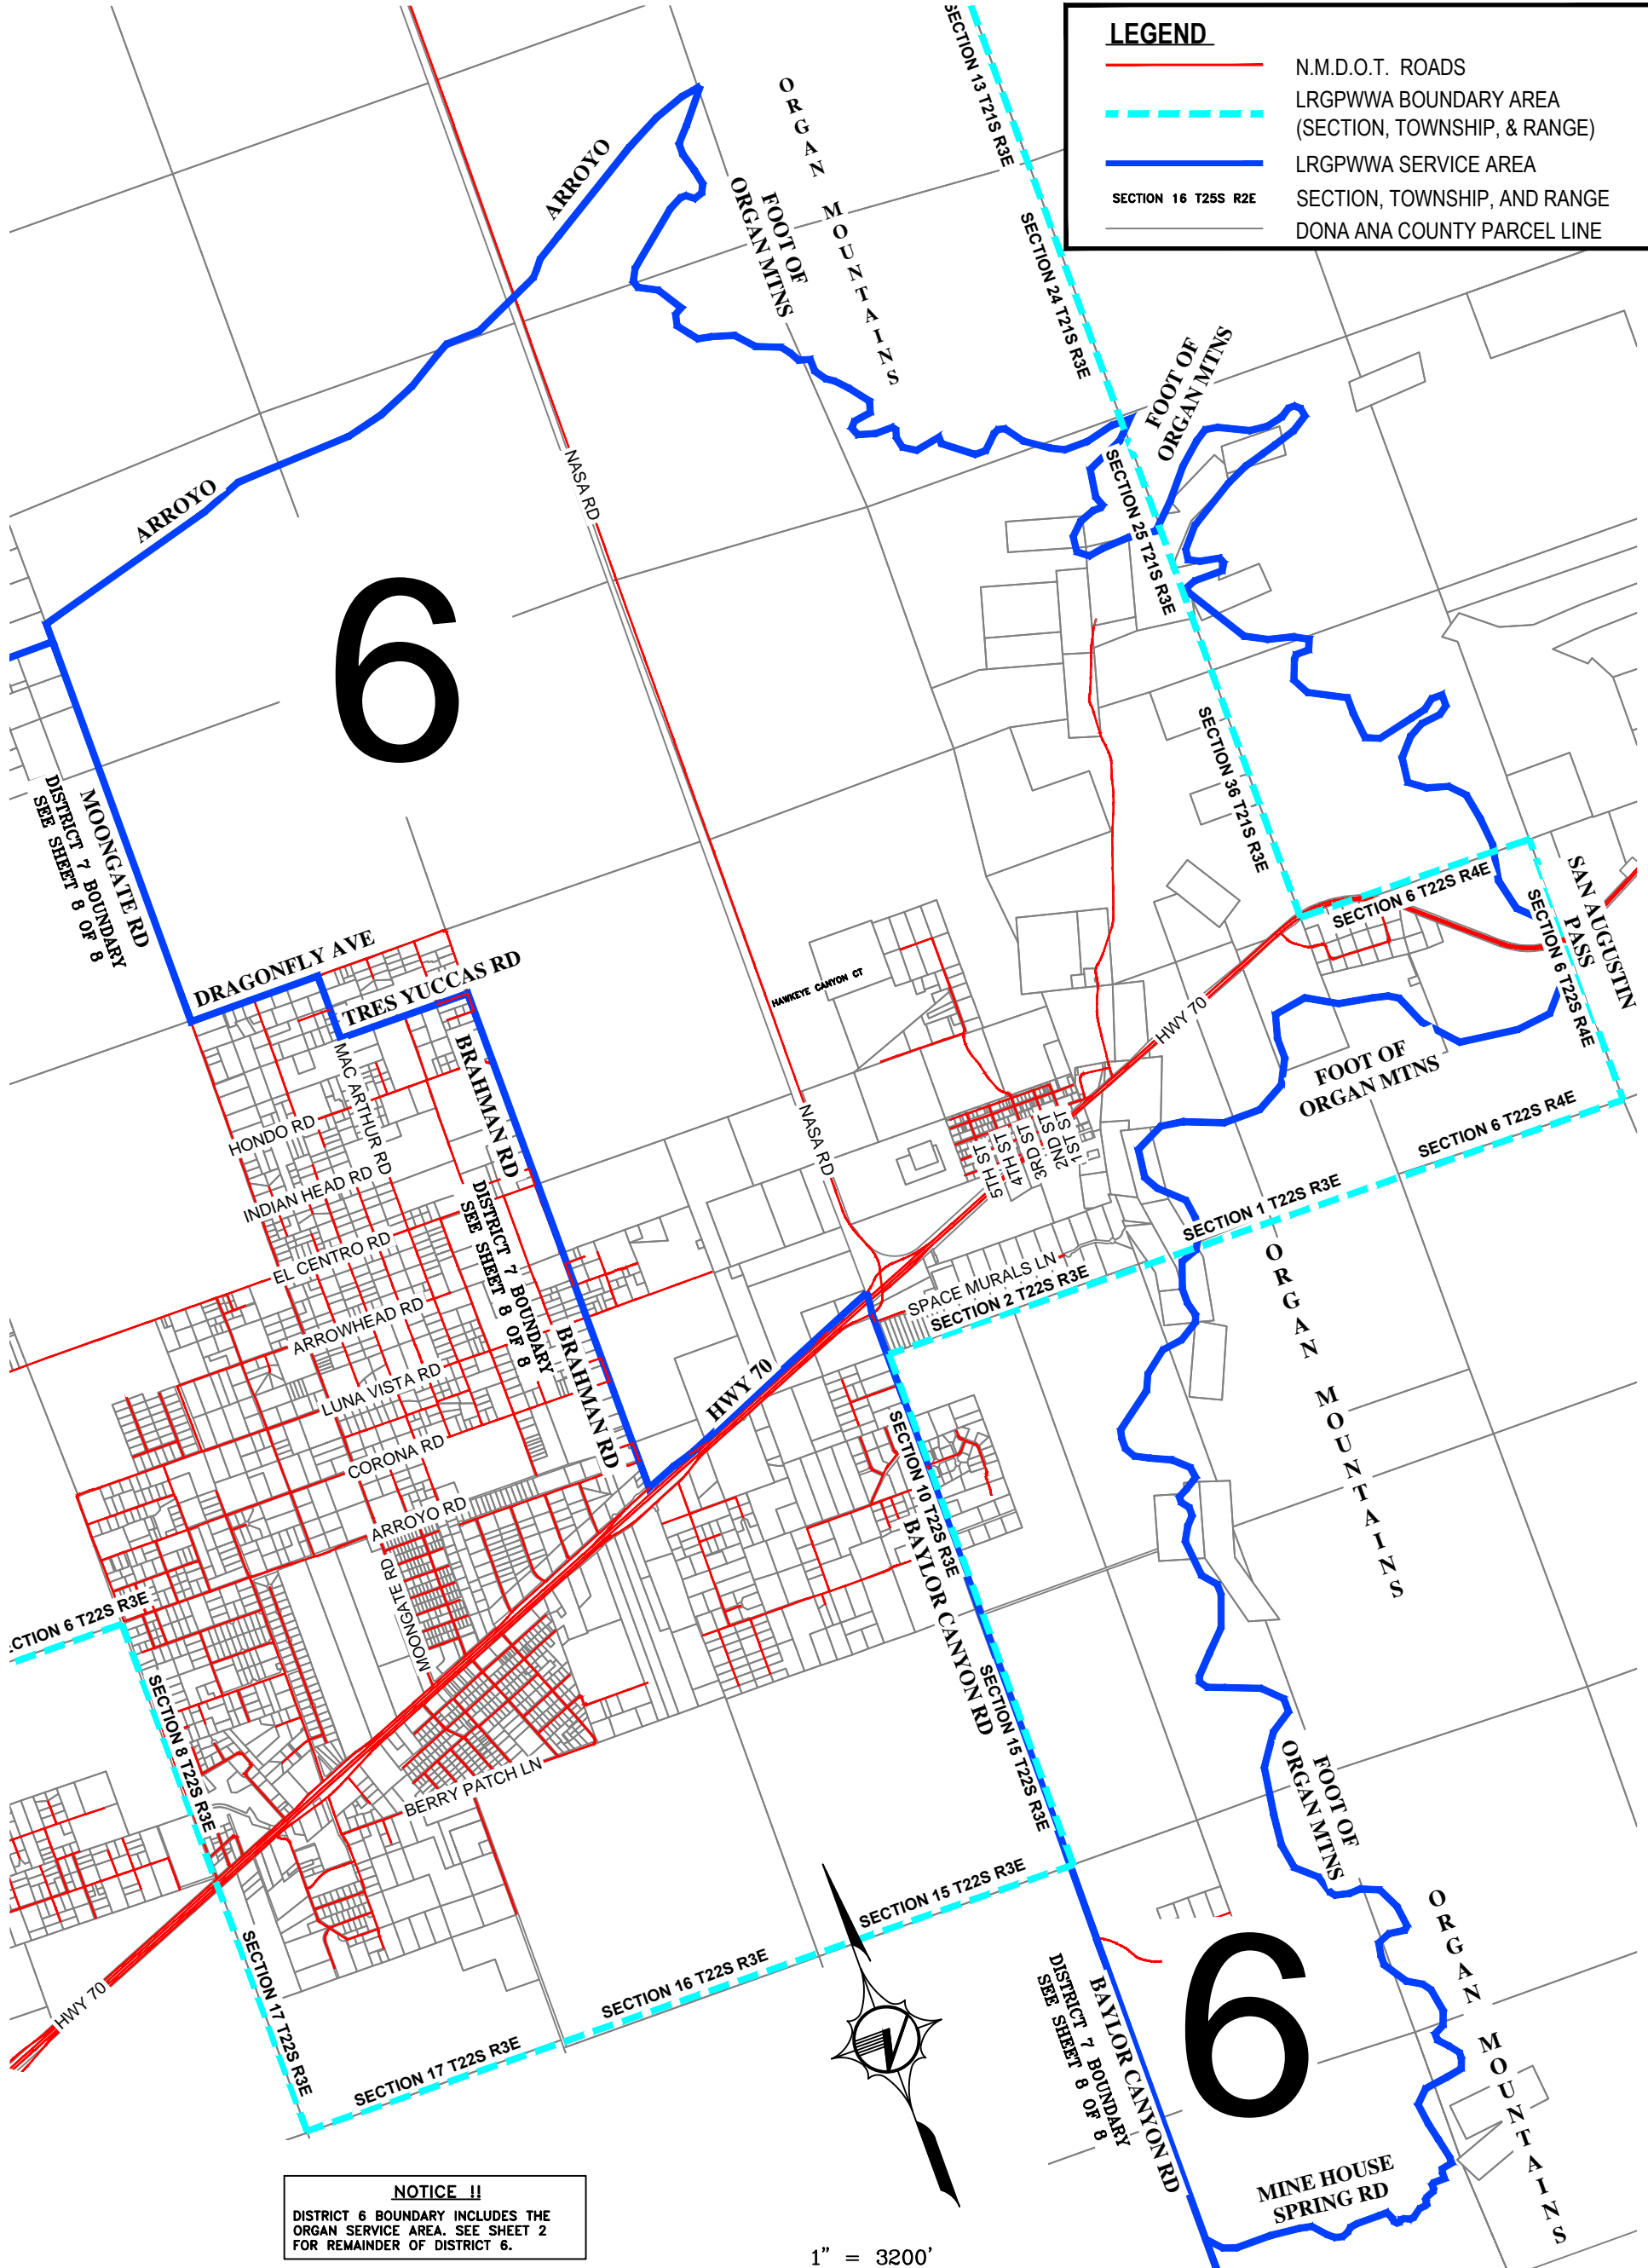 LEGEND
N.M.D.O.T. ROADS
LRGPWWA BOUNDARY AREA
(SECTION, TOWNSHIP, & RANGE)
LRGPWWA SERVICE AREA
SECTION 16 T25S R2E
SECTION, TOWNSHIP, AND RANGE
DONA ANA COUNTY PARCEL LINE
SECTION 13 T21S R3E
ORGAN MOUNTAINS
ARROYO
FOOT OF
ORGAN MTNS
SECTION 24 T21S R3E
FOOT OF
ORGAN MTNS
ARROYO
NASA RD
SECTION 25 T21S R3E
6
SECTION 36 T21S R3E
MOONGATE RD
DISTRICT 7 BOUNDARY
SEE SHEET 8 OF 8
SECTION 6 T22S R4E
SAN AUGUSTIN
PASS
SECTION 6 T22S R4E
DRAGONFLY AVE
TRES YUCCAS RD
HAWKEYE CANYON CT
HWY 70
MAC ARTHUR RD
BRAHMAN RD
HONDO RD
INDIAN HEAD RD
EL CENTRO RD
ARROWHEAD RD
LUNA VISTA RD
CORONA RD
ARROYO RD
MOONGATE RD
DISTRICT 7 BOUNDARY
SEE SHEET 8 OF 8
BRAHMAN RD
NASA RD
5TH ST
4TH ST
3RD ST
2ND ST
1ST ST
FOOT OF
ORGAN MTNS
SECTION 6 T22S R4E
SECTION 1 T22S R3E
SPACE MURALS LN
SECTION 2 T22S R3E
HWY 70
ORGAN MOUNTAINS
SECTION 10 T22S R3E
BAYLOR CANYON RD
SECTION 15 T22S R3E
CTION 6 T22S R3E
SECTION 8 T22S R3E
BERRY PATCH LN
FOOT OF
ORGAN MTNS
SECTION 15 T22S R3E
SECTION 16 T22S R3E
SECTION 17 T22S R3E
SECTION 17 T22S R3E
HWY 70
ORGAN MOUNTAINS
6
BAYLOR CANYON RD
DISTRICT 7 BOUNDARY
SEE SHEET 8 OF 8
MINE HOUSE
SPRING RD
N
NOTICE !!
DISTRICT 6 BOUNDARY INCLUDES THE
ORGAN SERVICE AREA. SEE SHEET 2
FOR REMAINDER OF DISTRICT 6.
1" = 3200'